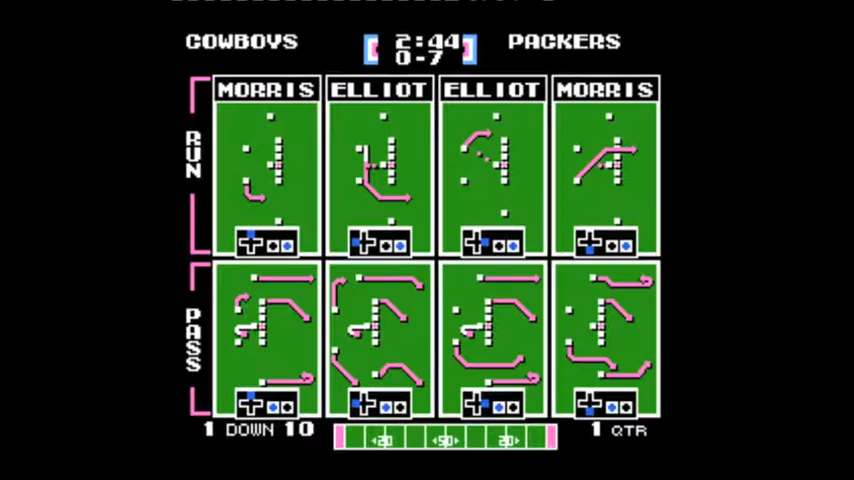 COWBOYS 2:44 PACKERS
0-7
MORRIS ELLIOT ELLIOT MORRIS
RUN
PASS
1 DOWN 10 1 QTR
◂20 ◂50▸ 20▸